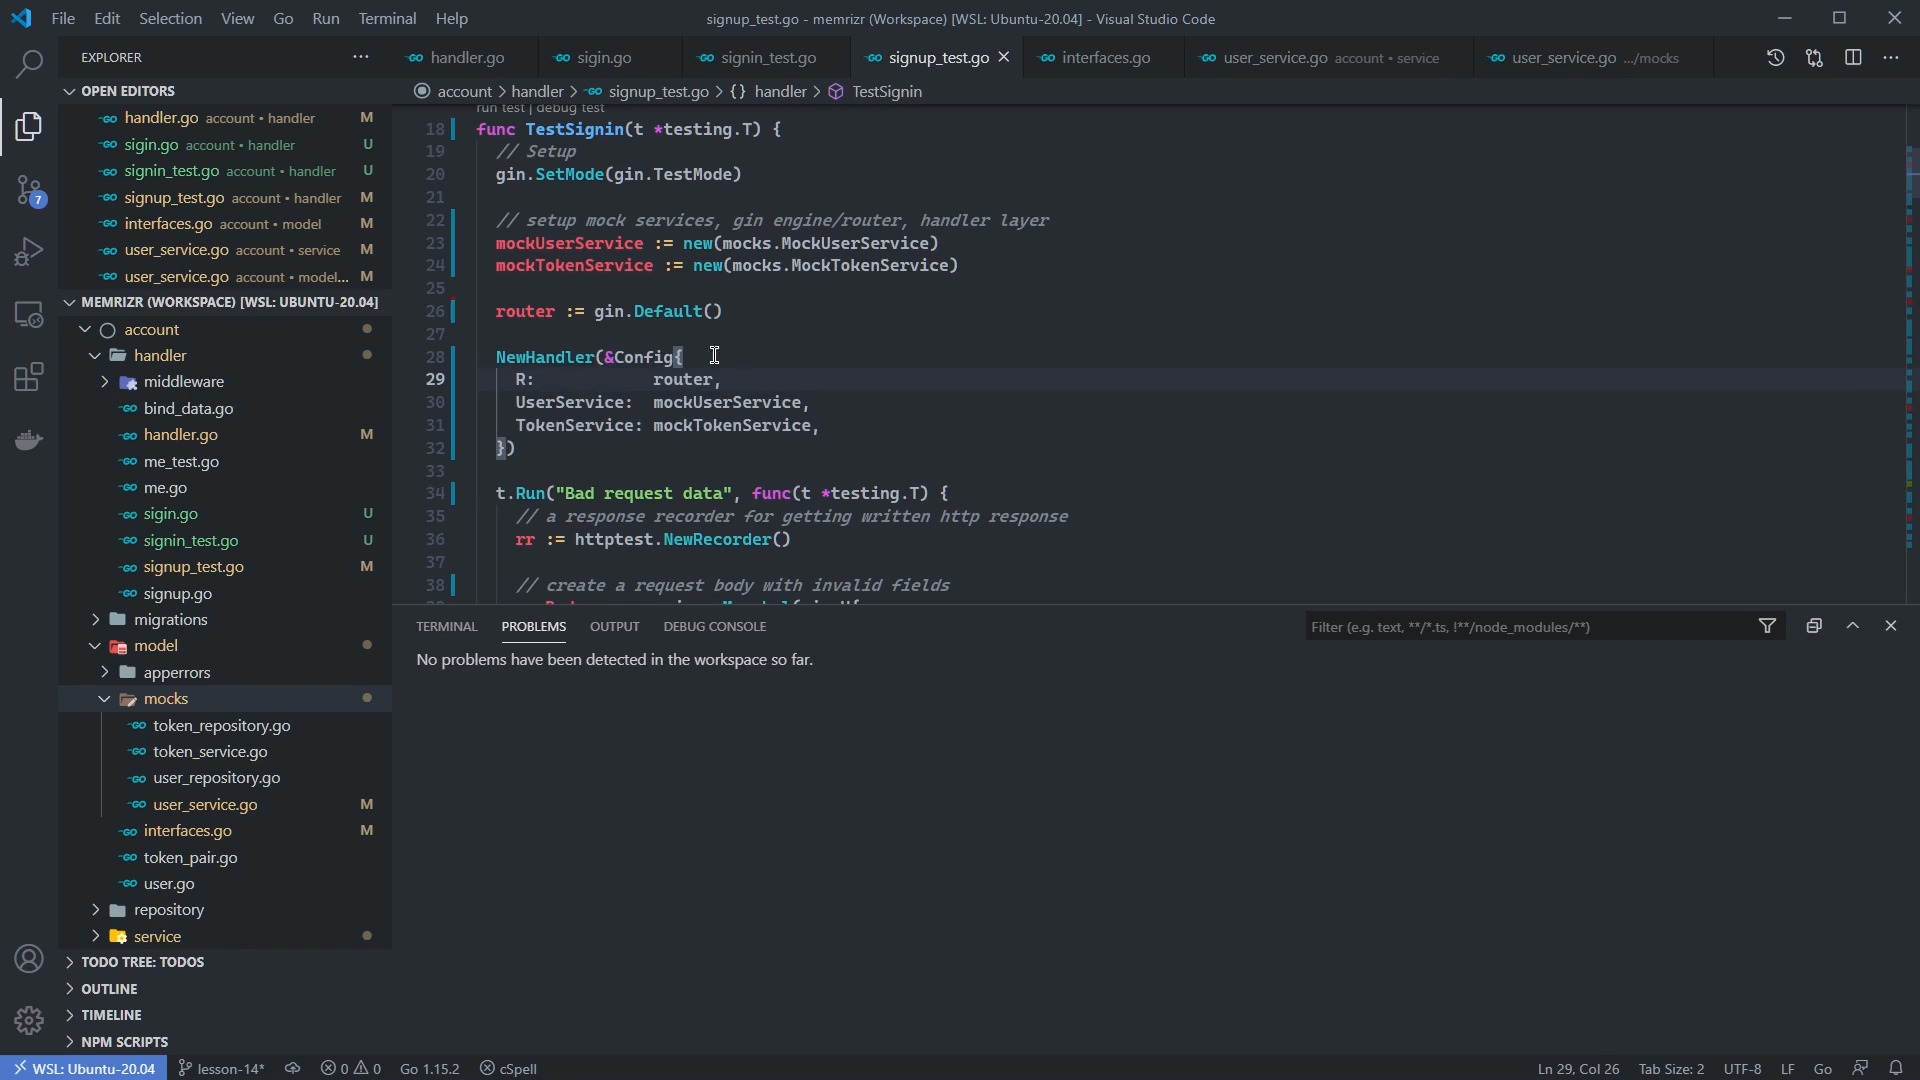 File Edit Selection View Go Run Terminal Help
signup_test.go - memrizr (Workspace) [WSL: Ubuntu-20.04] - Visual Studio Code
EXPLORER
handler.go
sigin.go
signin_test.go
signup_test.go
interfaces.go
user_service.go account • service
user_service.go .../mocks
account > handler > signup_test.go > {} handler > TestSignin
OPEN EDITORS
handler.go account • handler M
sigin.go account • handler U
signin_test.go account • handler U
signup_test.go account • handler M
interfaces.go account • model M
user_service.go account • service M
user_service.go account • model... M
MEMRIZR (WORKSPACE) [WSL: UBUNTU-20.04]
account
handler
middleware
bind_data.go
handler.go M
me_test.go
me.go
sigin.go U
signin_test.go U
signup_test.go M
signup.go
migrations
model
apperrors
mocks
token_repository.go
token_service.go
user_repository.go
user_service.go M
interfaces.go M
token_pair.go
user.go
repository
service
TODO TREE: TODOS
OUTLINE
TIMELINE
NPM SCRIPTS
7
run test | debug test
18 func TestSignin(t *testing.T) {
19 // Setup
20 gin.SetMode(gin.TestMode)
21
22 // setup mock services, gin engine/router, handler layer
23 mockUserService := new(mocks.MockUserService)
24 mockTokenService := new(mocks.MockTokenService)
25
26 router := gin.Default()
27
28 NewHandler(&Config{
29 R: router,
30 UserService: mockUserService,
31 TokenService: mockTokenService,
32 })
33
34 t.Run("Bad request data", func(t *testing.T) {
35 // a response recorder for getting written http response
36 rr := httptest.NewRecorder()
37
38 // create a request body with invalid fields
TERMINAL PROBLEMS OUTPUT DEBUG CONSOLE
Filter (e.g. text, **/*.ts, !**/node_modules/**)
No problems have been detected in the workspace so far.
WSL: Ubuntu-20.04 lesson-14* 0 0 Go 1.15.2 cSpell
Ln 29, Col 26 Tab Size: 2 UTF-8 LF Go